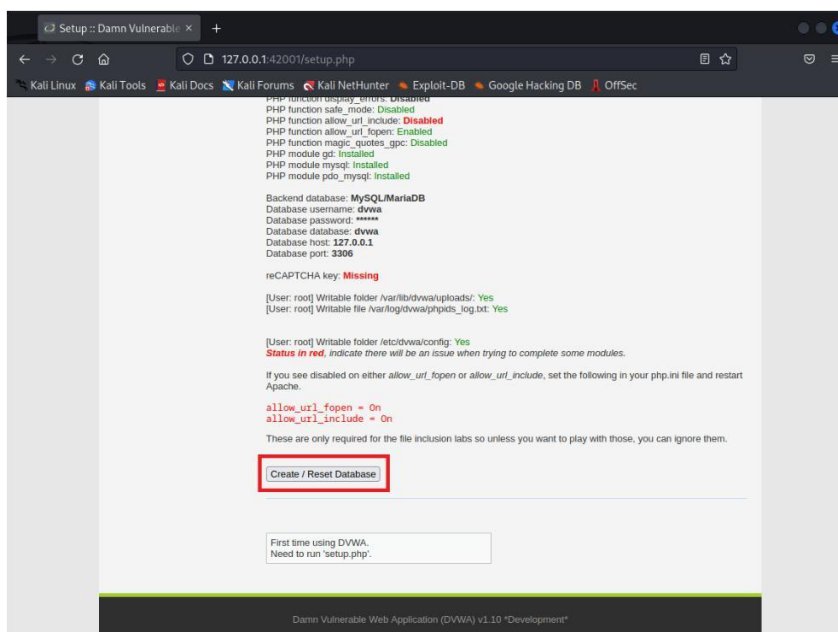 Setup :: Damn Vulnerable
127.0.0.1:42001/setup.php
Kali Linux Kali Tools Kali Docs Kali Forums Kali NetHunter Exploit-DB Google Hacking DB OffSec
PHP function display_errors: Disabled
PHP function safe_mode: Disabled
PHP function allow_url_include: Disabled
PHP function allow_url_fopen: Enabled
PHP function magic_quotes_gpc: Disabled
PHP module gd: Installed
PHP module mysql: Installed
PHP module pdo_mysql: Installed
Backend database: MySQL/MariaDB
Database username: dvwa
Database password: ******
Database database: dvwa
Database host: 127.0.0.1
Database port: 3306
reCAPTCHA key: Missing
[User: root] Writable folder /var/lib/dvwa/uploads/: Yes
[User: root] Writable file /var/log/dvwa/phpids_log.txt: Yes
[User: root] Writable folder /etc/dvwa/config: Yes
Status in red, indicate there will be an issue when trying to complete some modules.
If you see disabled on either allow_url_fopen or allow_url_include, set the following in your php.ini file and restart
Apache.
allow_url_fopen = On
allow_url_include = On
These are only required for the file inclusion labs so unless you want to play with those, you can ignore them.
Create / Reset Database
First time using DVWA.
Need to run 'setup.php'.
Damn Vulnerable Web Application (DVWA) v1.10 *Development*